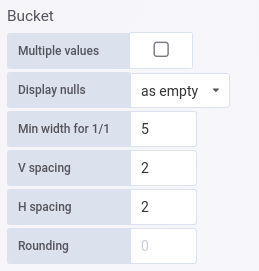 Bucket
Multiple values
Display nulls as empty
Min width for 1/1 5
V spacing 2
H spacing 2
Rounding 0